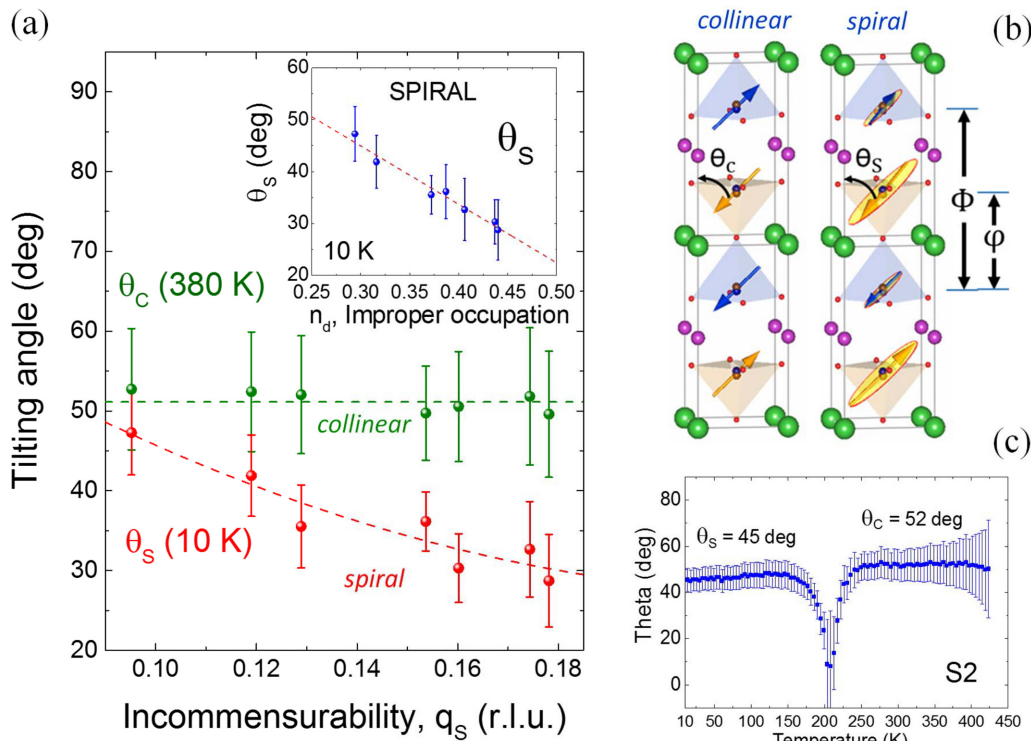 (a)
95
90
80
70
60
50
40
30
20
Tilting angle (deg)
θC (380 K)
collinear
θS (10 K)
spiral
0.10 0.12 0.14 0.16 0.18
Incommensurability, qS (r.l.u.)
60
50
40
30
20
θS (deg)
SPIRAL
θS
10 K
0.25 0.30 0.35 0.40 0.45 0.50
nd, Improper occupation
(b)
collinear spiral
θc θS
Φ
φ
(c)
80
60
40
20
0
Theta (deg)
θS = 45 deg
θC = 52 deg
S2
10 50 100 150 200 250 300 350 400 450
Temperature (K)